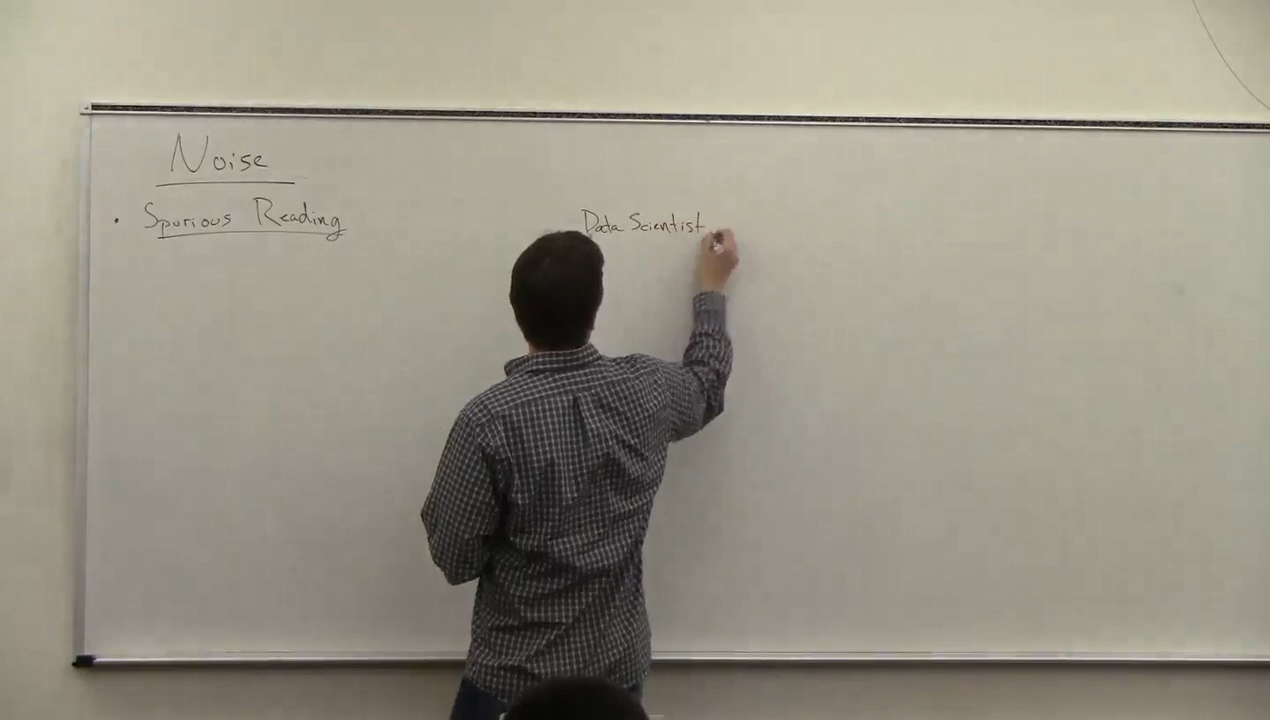 Noise
• Spurious Reading
Data Scientist